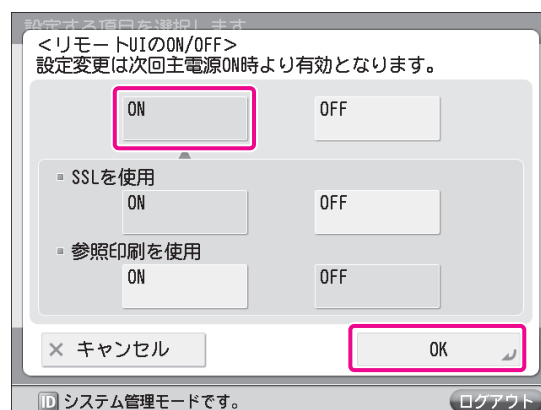 設定する項目を選択します
<リモートUIのON/OFF>
設定変更は次回主電源ON時より有効となります。
ON OFF
SSLを使用
ON OFF
参照印刷を使用
ON OFF
× キャンセル OK
ID システム管理モードです。 ログアウト